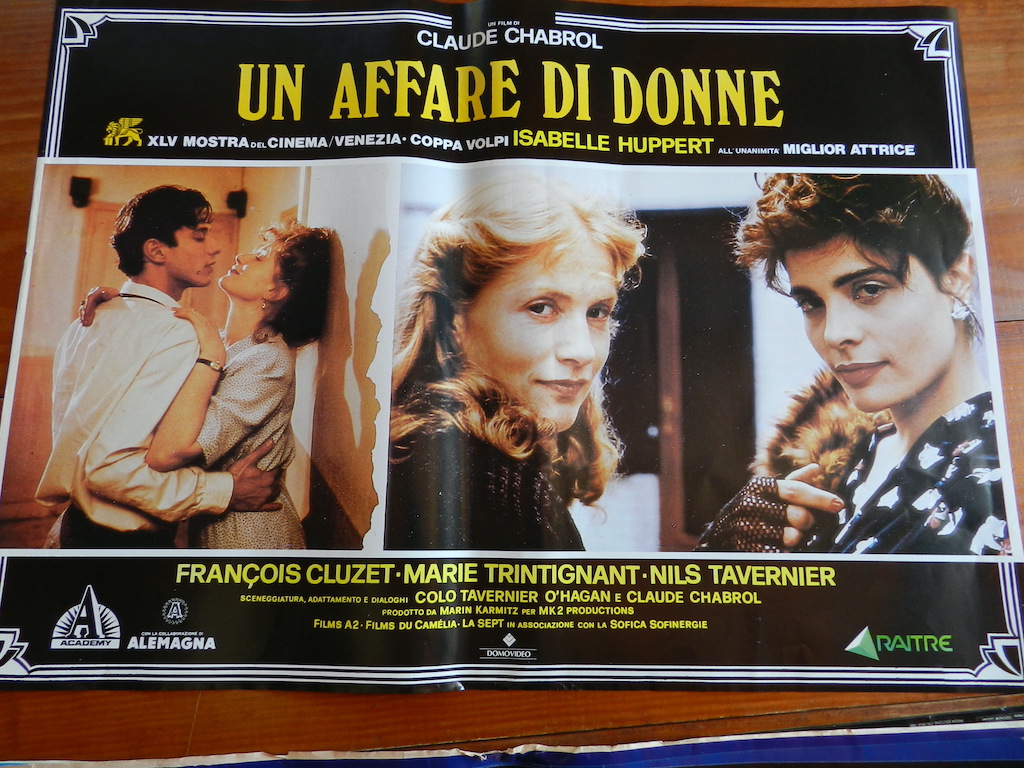 UN FILM DI
CLAUDE CHABROL
UN AFFARE DI DONNE
XLV MOSTRA DEL CINEMA/VENEZIA· COPPA VOLPI ISABELLE HUPPERT ALL'UNANIMITA' MIGLIOR ATTRICE
FRANÇOIS CLUZET·MARIE TRINTIGNANT·NILS TAVERNIER
SCENEGGIATURA, ADATTAMENTO E DIALOGHI COLO TAVERNIER O'HAGAN E CLAUDE CHABROL
PRODOTTO DA MARIN KARMITZ PER MK2 PRODUCTIONS
FILMS A2· FILMS DU CAMÉLIA· LA SEPT IN ASSOCIAZIONE CON LA SOFICA SOFINERGIE
A
ACADEMY
A
CON LA COLLABORAZIONE DI
ALEMAGNA
DOMOVIDEO
RAITRE